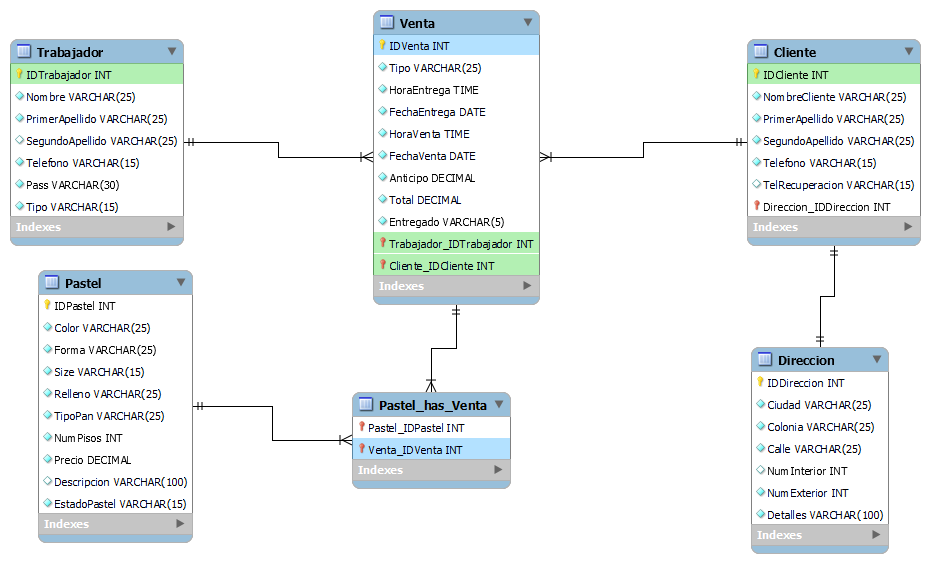 Trabajador
IDTrabajador INT
Nombre VARCHAR(25)
PrimerApellido VARCHAR(25)
SegundoApellido VARCHAR(25)
Telefono VARCHAR(15)
Pass VARCHAR(30)
Tipo VARCHAR(15)
Indexes
Venta
IDVenta INT
Tipo VARCHAR(25)
HoraEntrega TIME
FechaEntrega DATE
HoraVenta TIME
FechaVenta DATE
Anticipo DECIMAL
Total DECIMAL
Entregado VARCHAR(5)
Trabajador_IDTrabajador INT
Cliente_IDCliente INT
Indexes
Cliente
IDCliente INT
NombreCliente VARCHAR(25)
PrimerApellido VARCHAR(25)
SegundoApellido VARCHAR(25)
Telefono VARCHAR(15)
TelRecuperacion VARCHAR(15)
Direccion_IDDireccion INT
Indexes
Pastel
IDPastel INT
Color VARCHAR(25)
Forma VARCHAR(25)
Size VARCHAR(15)
Relleno VARCHAR(25)
TipoPan VARCHAR(25)
NumPisos INT
Precio DECIMAL
Descripcion VARCHAR(100)
EstadoPastel VARCHAR(15)
Indexes
Pastel_has_Venta
Pastel_IDPastel INT
Venta_IDVenta INT
Indexes
Direccion
IDDireccion INT
Ciudad VARCHAR(25)
Colonia VARCHAR(25)
Calle VARCHAR(25)
NumInterior INT
NumExterior INT
Detalles VARCHAR(100)
Indexes